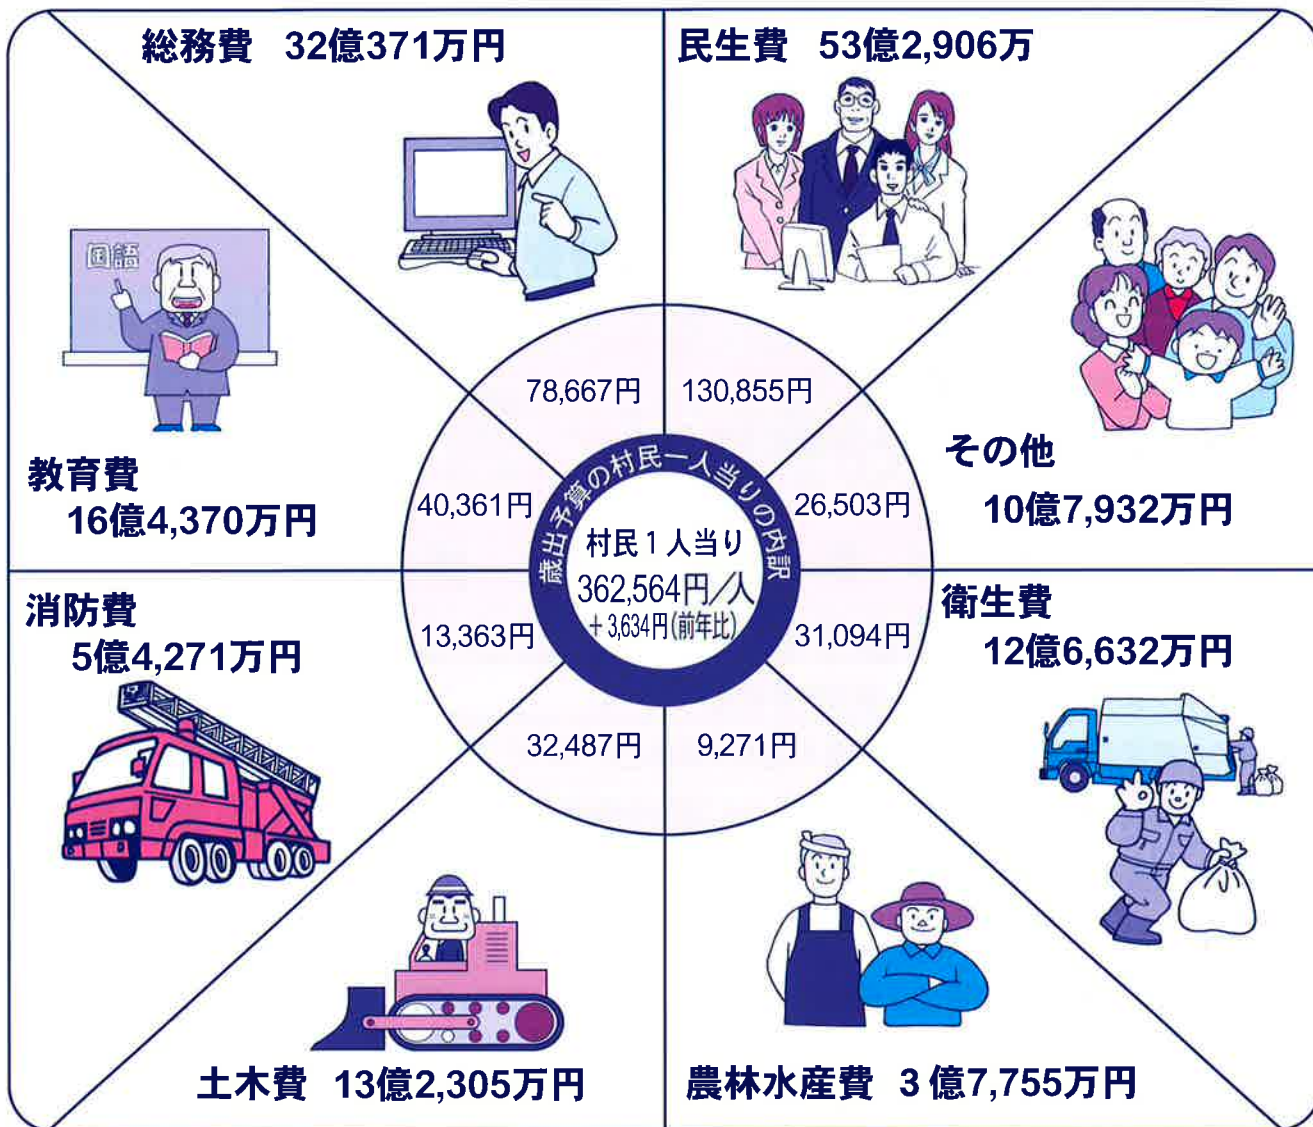 総務費 32億371万円
民生費 53億2,906万
国語
78,667円
130,855円
教育費
16億4,370万円
40,361円
歳出予算の村民一人当りの内訳
村民1人当り
362,564円/人
+3,634円(前年比)
26,503円
その他
10億7,932万円
消防費
5億4,271万円
13,363円
31,094円
衛生費
12億6,632万円
32,487円
9,271円
土木費 13億2,305万円
農林水産費 3億7,755万円